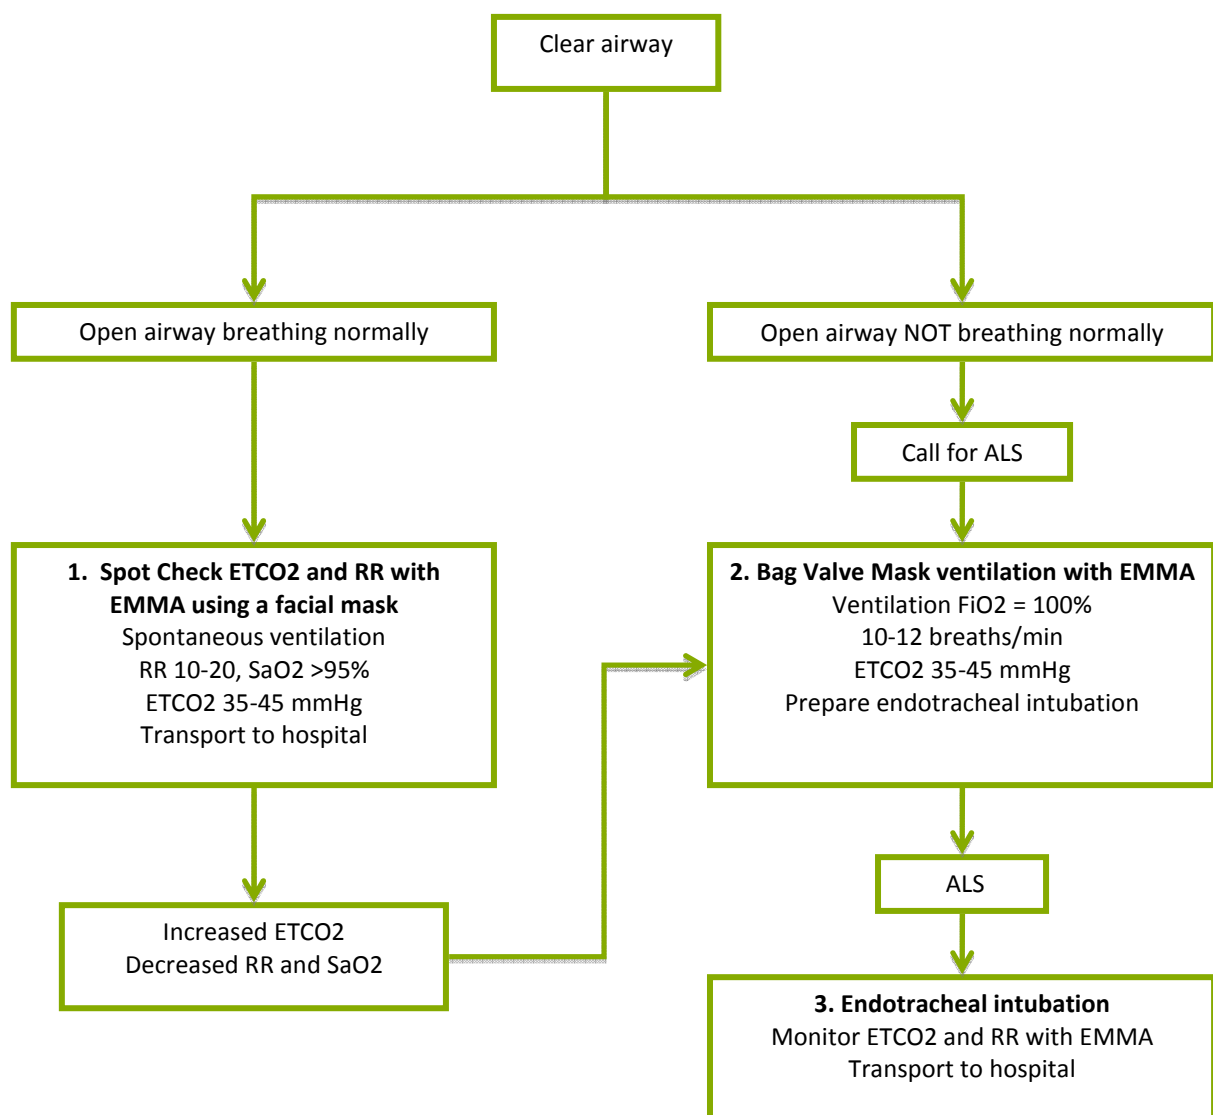 Clear airway
Open airway breathing normally
Open airway NOT breathing normally
Call for ALS
1. Spot Check ETCO2 and RR with
EMMA using a facial mask
Spontaneous ventilation
RR 10-20, SaO2 >95%
ETCO2 35-45 mmHg
Transport to hospital
2. Bag Valve Mask ventilation with EMMA
Ventilation FiO2 = 100%
10-12 breaths/min
ETCO2 35-45 mmHg
Prepare endotracheal intubation
Increased ETCO2
Decreased RR and SaO2
ALS
3. Endotracheal intubation
Monitor ETCO2 and RR with EMMA
Transport to hospital